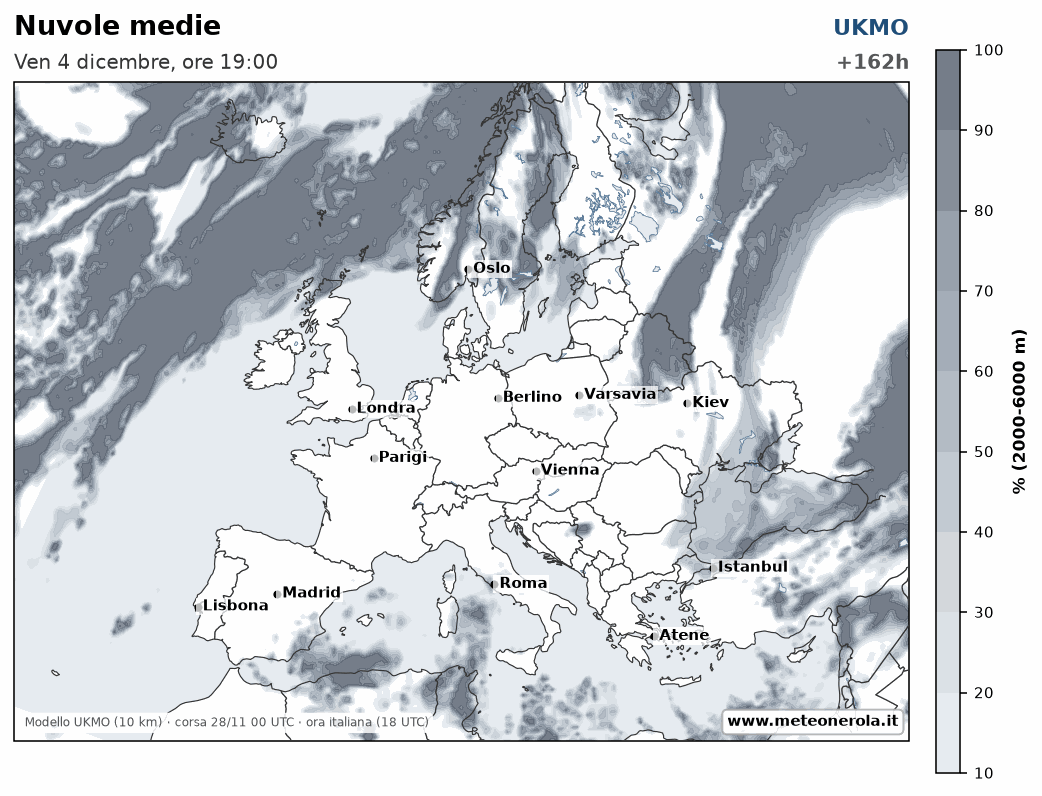 Nuvole medie
UKMO
Ven 4 dicembre, ore 19:00
+162h
Oslo
Londra
Berlino
Varsavia
Kiev
Parigi
Vienna
Istanbul
Roma
Madrid
Lisbona
Atene
Modello UKMO (10 km) · corsa 28/11 00 UTC · ora italiana (18 UTC)
www.meteonerola.it
100
90
80
70
60
50
40
30
20
10
% (2000-6000 m)